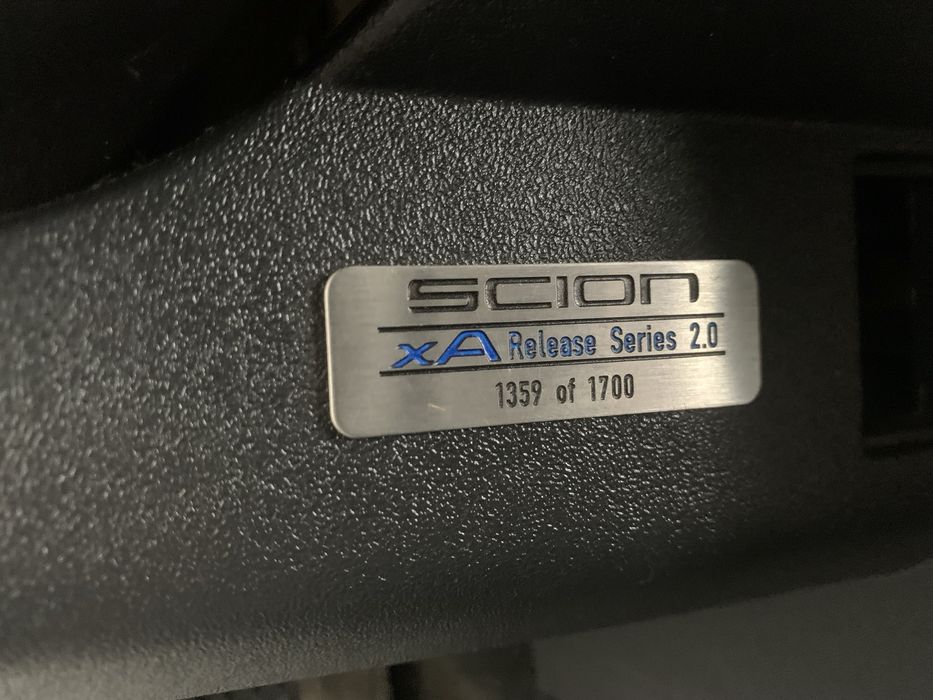 SCION
xA Release Series 2.0
1359 of 1700